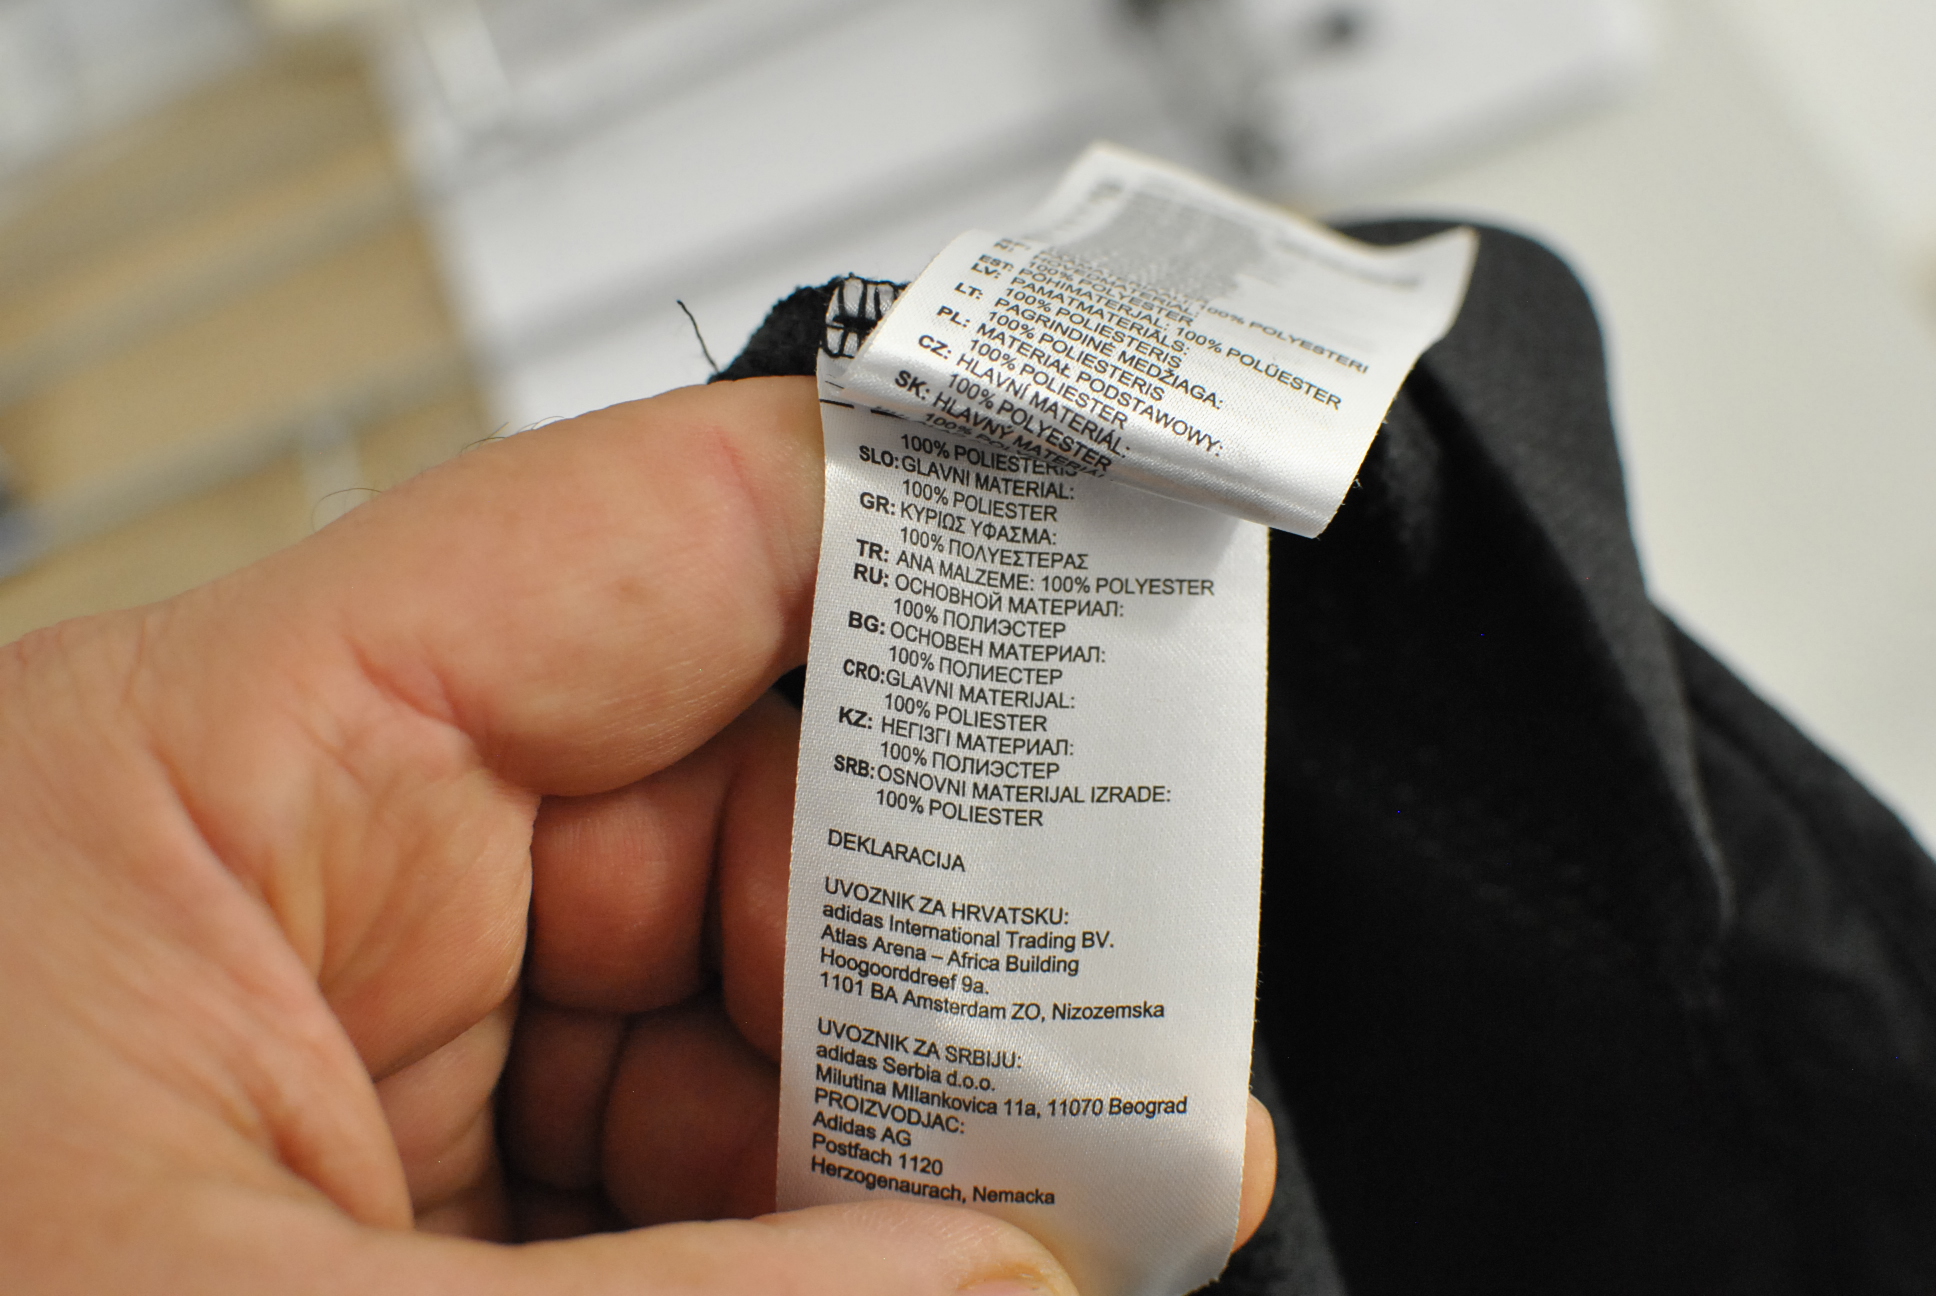 EST: 100% POLYESTER
LV: PÕHIMATERJAL: 100% POLÜESTER
PAMATMATERIĀLS:
100% POLIESTERIS
LT: PAGRINDINĖ MEDŽIAGA:
100% POLIESTERIS
PL: MATERIAŁ PODSTAWOWY:
100% POLIESTER
CZ: HLAVNÍ MATERIÁL:
100% POLYESTER
SK: HLAVNÝ MATERIÁL:
100% POLIESTERIS
SLO: GLAVNI MATERIAL:
100% POLIESTER
GR: ΚΥΡΙΩΣ ΥΦΑΣΜΑ:
100% ΠΟΛΥΕΣΤΕΡΑΣ
TR: ANA MALZEME: 100% POLYESTER
RU: ОСНОВНОЙ МАТЕРИАЛ:
100% ПОЛИЭСТЕР
BG: ОСНОВЕН МАТЕРИАЛ:
100% ПОЛИЕСТЕР
CRO: GLAVNI MATERIJAL:
100% POLIESTER
KZ: НЕГІЗГІ МАТЕРИАЛ:
100% ПОЛИЭСТЕР
SRB: OSNOVNI MATERIJAL IZRADE:
100% POLIESTER
DEKLARACIJA
UVOZNIK ZA HRVATSKU:
adidas International Trading BV.
Atlas Arena – Africa Building
Hoogoorddreef 9a.
1101 BA Amsterdam ZO, Nizozemska
UVOZNIK ZA SRBIJU:
adidas Serbia d.o.o.
Milutina MIlankovica 11a, 11070 Beograd
PROIZVODJAC:
Adidas AG
Postfach 1120
Herzogenaurach, Nemacka